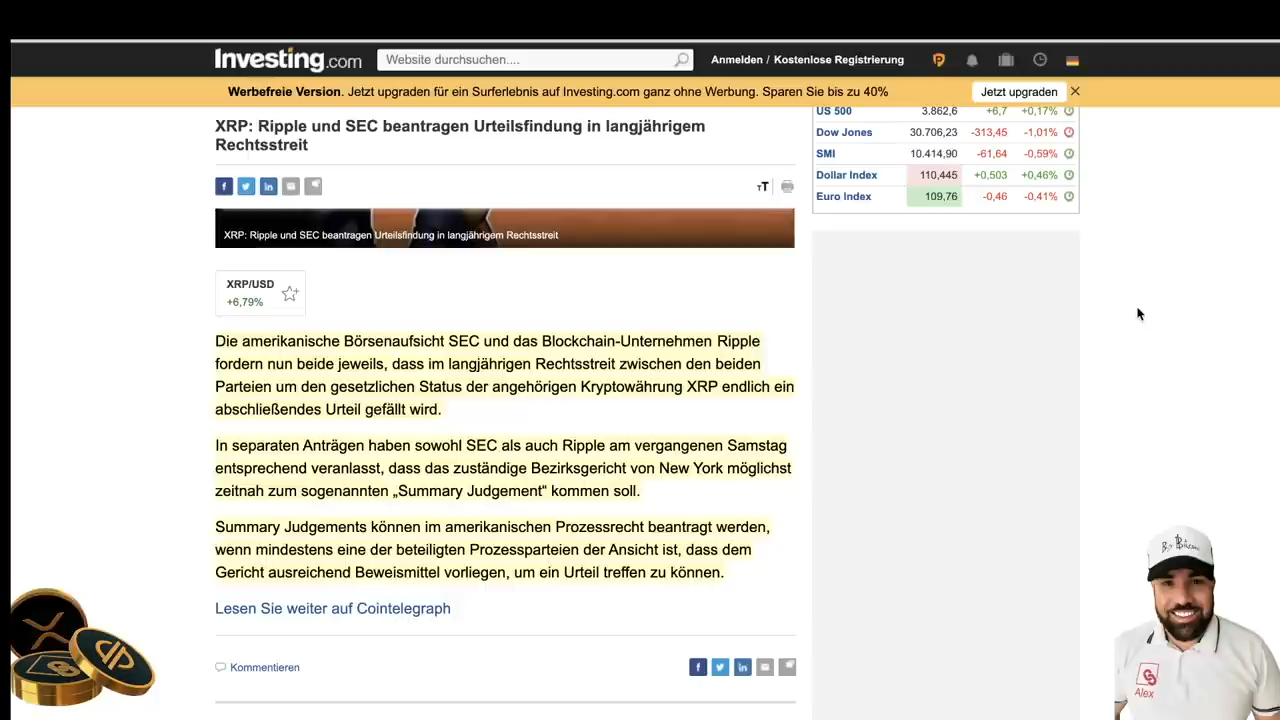 Investing.com
Website durchsuchen....
Anmelden / Kostenlose Registrierung
Werbefreie Version. Jetzt upgraden für ein Surferlebnis auf Investing.com ganz ohne Werbung. Sparen Sie bis zu 40%
Jetzt upgraden
XRP: Ripple und SEC beantragen Urteilsfindung in langjährigem
Rechtsstreit
тT
XRP: Ripple und SEC beantragen Urteilsfindung in langjährigem Rechtsstreit
XRP/USD
+6,79%
Die amerikanische Börsenaufsicht SEC und das Blockchain-Unternehmen Ripple
fordern nun beide jeweils, dass im langjährigen Rechtsstreit zwischen den beiden
Parteien um den gesetzlichen Status der angehörigen Kryptowährung XRP endlich ein
abschließendes Urteil gefällt wird.
In separaten Anträgen haben sowohl SEC als auch Ripple am vergangenen Samstag
entsprechend veranlasst, dass das zuständige Bezirksgericht von New York möglichst
zeitnah zum sogenannten „Summary Judgement“ kommen soll.
Summary Judgements können im amerikanischen Prozessrecht beantragt werden,
wenn mindestens eine der beteiligten Prozessparteien der Ansicht ist, dass dem
Gericht ausreichend Beweismittel vorliegen, um ein Urteil treffen zu können.
Lesen Sie weiter auf Cointelegraph
Kommentieren
US 500 3.862,6 +6,7 +0,17%
Dow Jones 30.706,23 -313,45 -1,01%
SMI 10.414,90 -61,64 -0,59%
Dollar Index 110,445 +0,503 +0,46%
Euro Index 109,76 -0,46 -0,41%
Alex